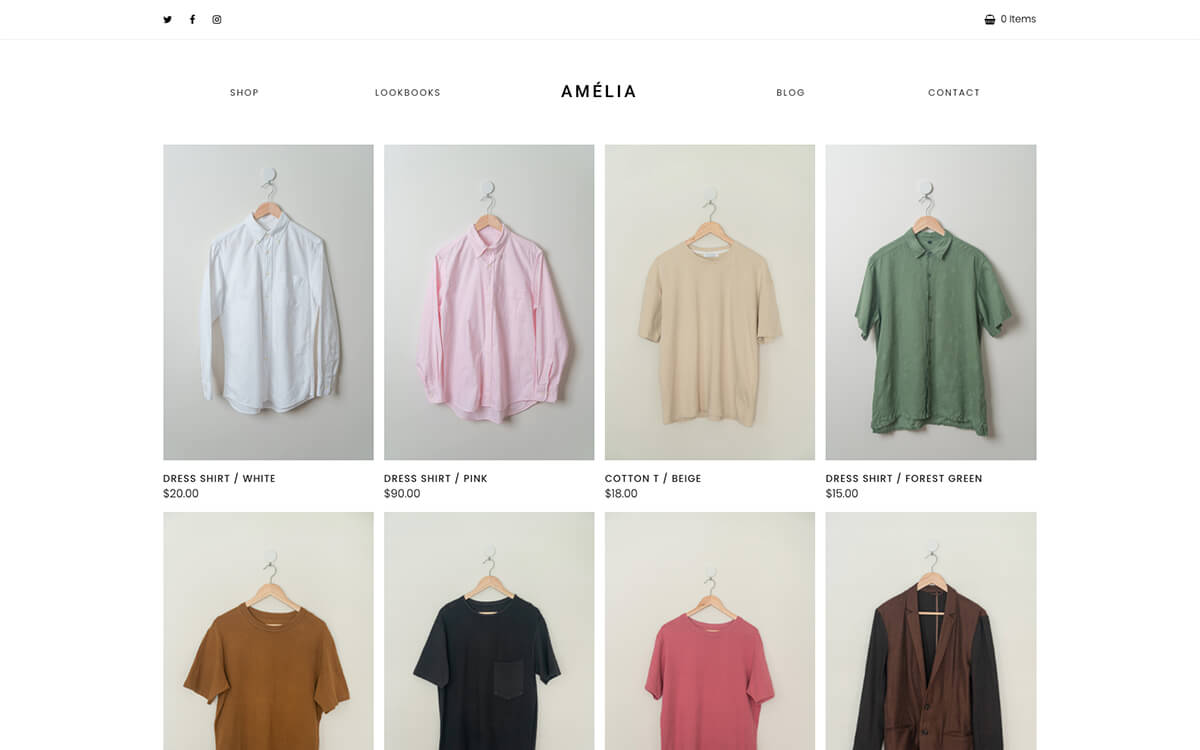 0 Items
SHOP
LOOKBOOKS
AMÉLIA
BLOG
CONTACT
DRESS SHIRT / WHITE
$20.00
DRESS SHIRT / PINK
$90.00
COTTON T / BEIGE
$18.00
DRESS SHIRT / FOREST GREEN
$15.00